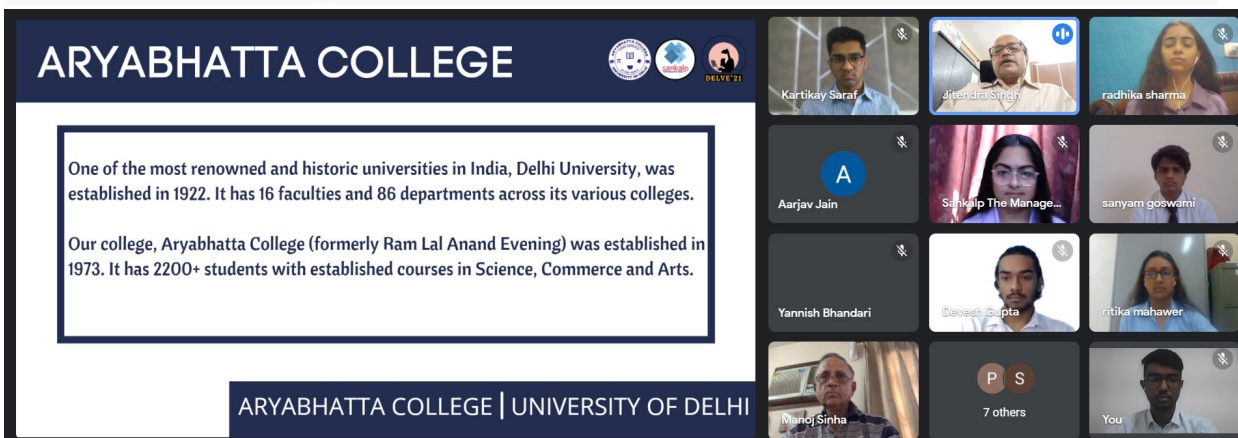 ARYABHATTA COLLEGE
sankalp
DELVE'21
One of the most renowned and historic universities in India, Delhi University, was
established in 1922. It has 16 faculties and 86 departments across its various colleges.
Our college, Aryabhatta College (formerly Ram Lal Anand Evening) was established in
1973. It has 2200+ students with established courses in Science, Commerce and Arts.
ARYABHATTA COLLEGE | UNIVERSITY OF DELHI
Kartikay Saraf
Jitendra Singh
radhika sharma
A
Aarjav Jain
Sankalp The Manage...
sanyam goswami
Yannish Bhandari
Devesh Gupta
ritika mahawer
Manoj Sinha
P S
7 others
You